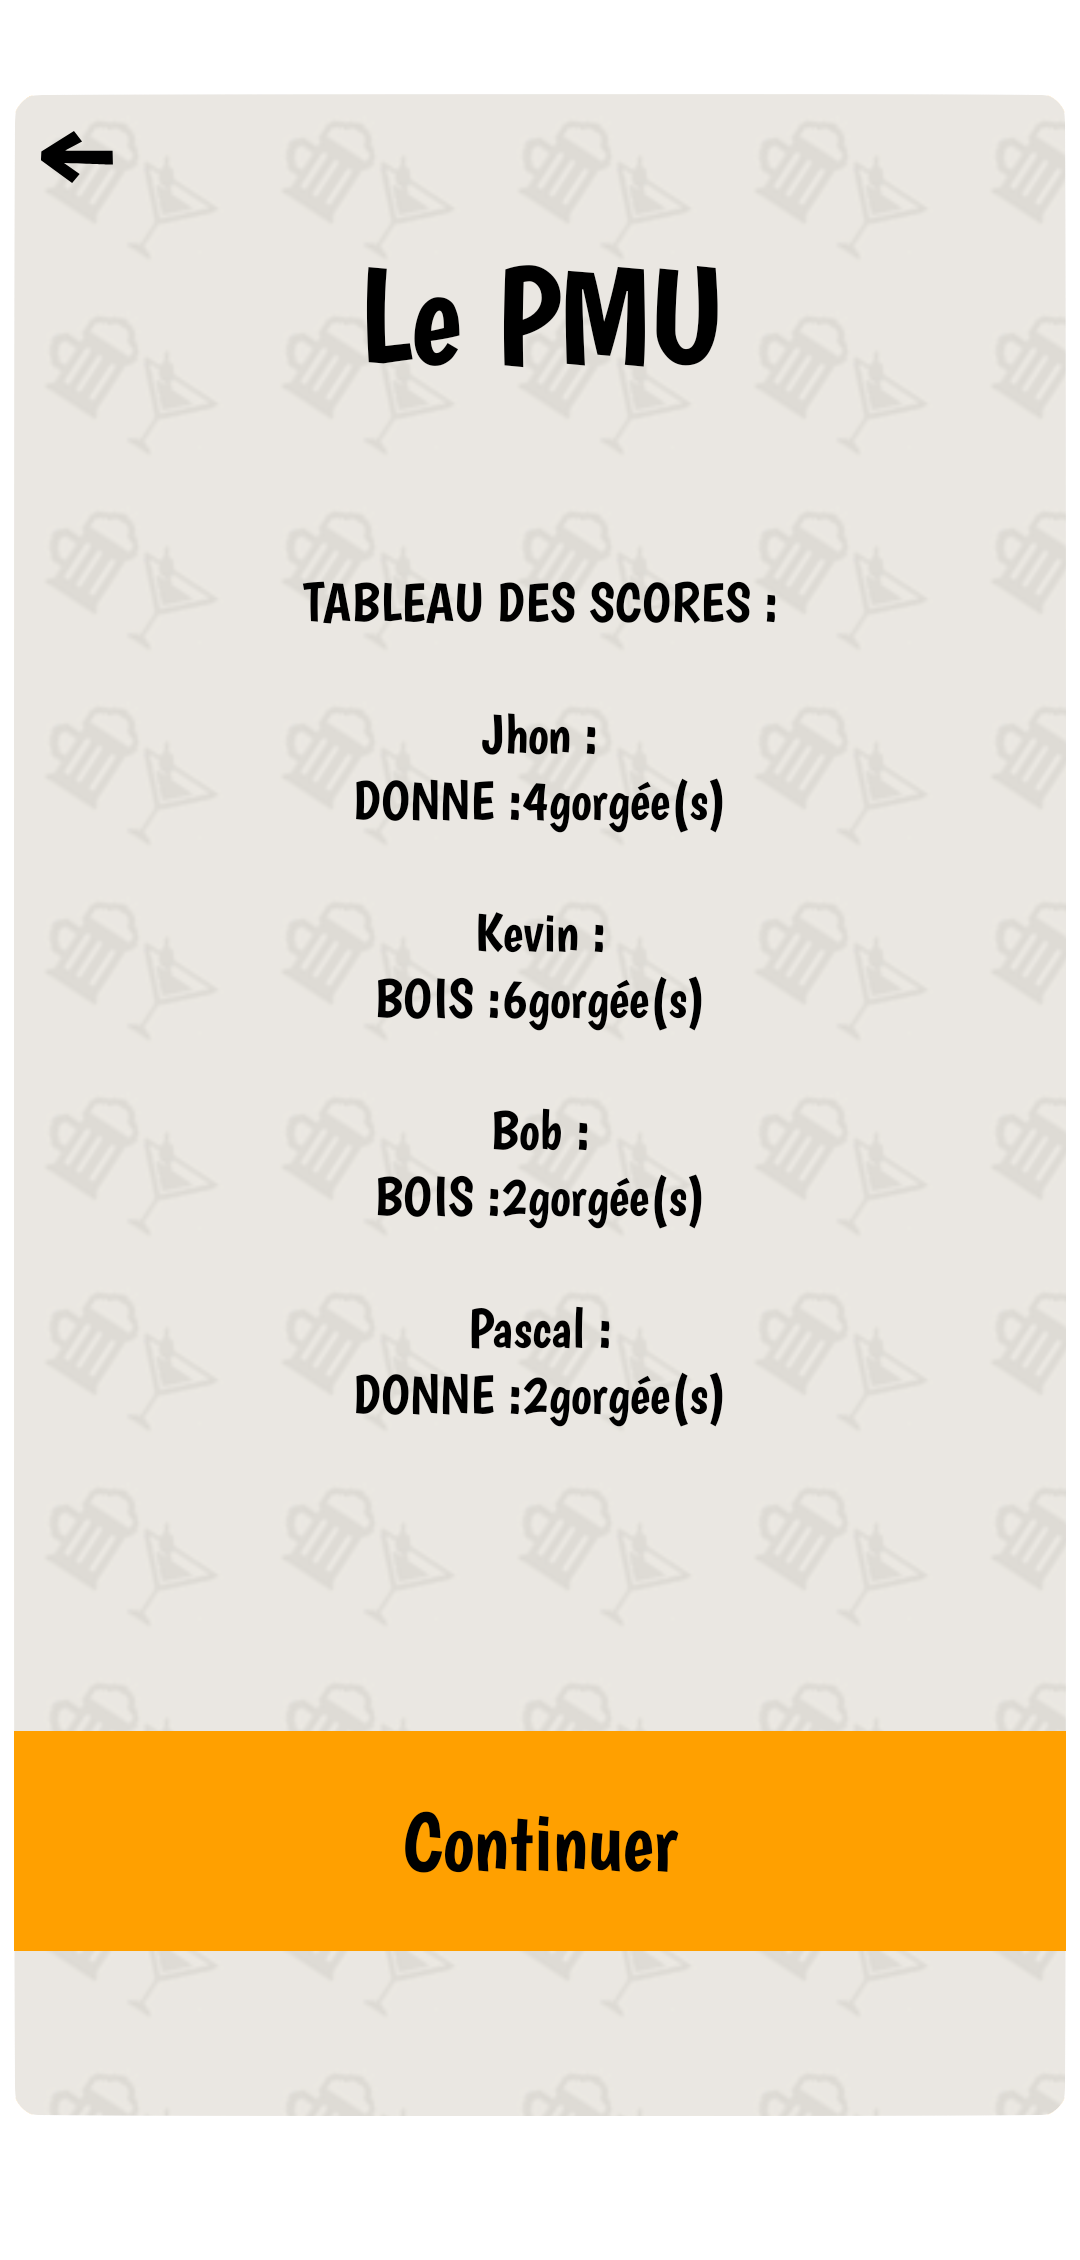 Le PMU
TABLEAU DES SCORES :
Jhon :
DONNE :4gorgée(s)
Kevin :
BOIS :6gorgée(s)
Bob :
BOIS :2gorgée(s)
Pascal :
DONNE :2gorgée(s)
Continuer